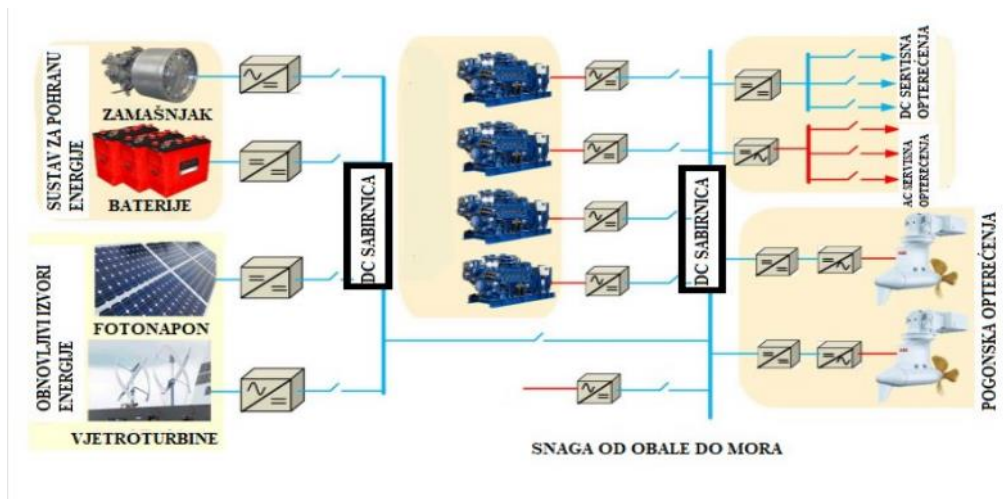 SUSTAV ZA POHRANU
ENERGIJE
ZAMAŠNJAK
BATERIJE
OBNOVLJIVI IZVORI
ENERGIJE
FOTONAPON
VJETROTURBINE
DC SABIRNICA
DC SABIRNICA
DC SERVISNA
OPTEREĆENJA
AC SERVISNA
OPTEREĆENJA
POGONSKA OPTEREĆENJA
SNAGA OD OBALE DO MORA